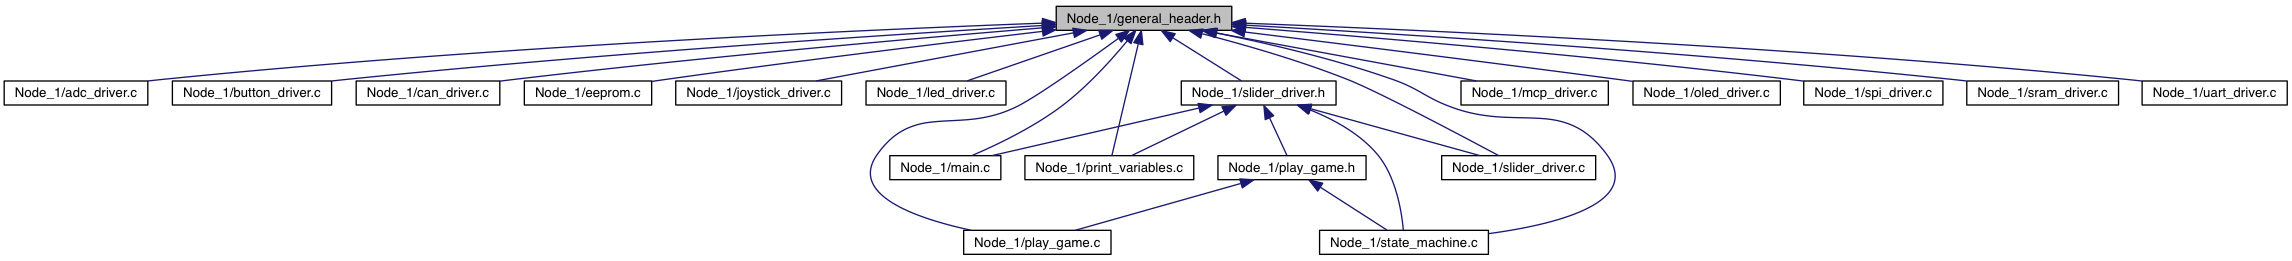 Node_1/general_header.h
Node_1/adc_driver.c
Node_1/button_driver.c
Node_1/can_driver.c
Node_1/eeprom.c
Node_1/joystick_driver.c
Node_1/led_driver.c
Node_1/slider_driver.h
Node_1/mcp_driver.c
Node_1/oled_driver.c
Node_1/spi_driver.c
Node_1/sram_driver.c
Node_1/uart_driver.c
Node_1/main.c
Node_1/print_variables.c
Node_1/play_game.h
Node_1/slider_driver.c
Node_1/play_game.c
Node_1/state_machine.c